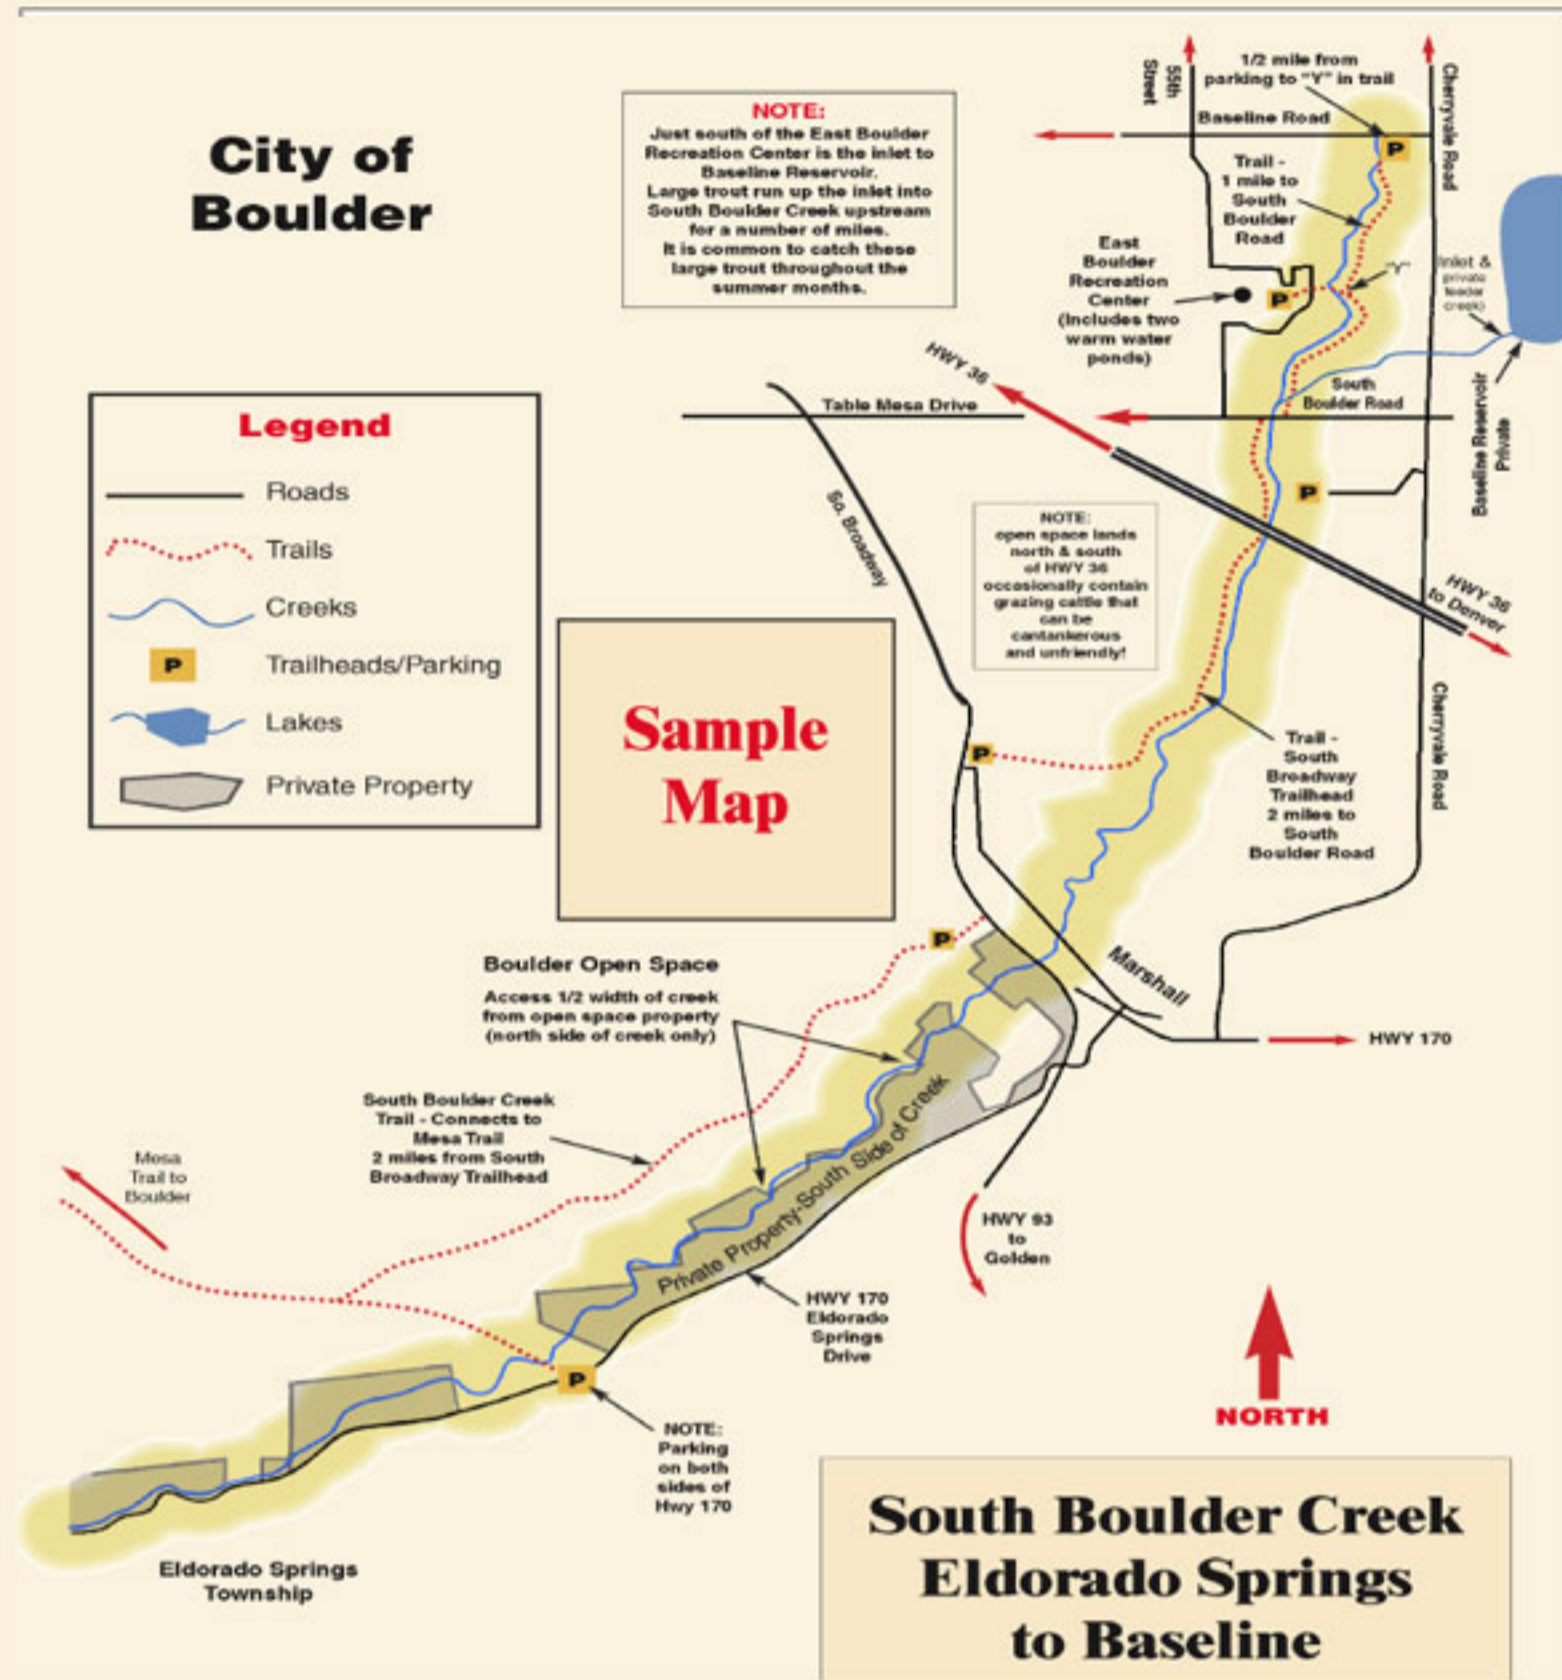 City of
Boulder
NOTE:
Just south of the East Boulder
Recreation Center is the inlet to
Baseline Reservoir.
Large trout run up the inlet into
South Boulder Creek upstream
for a number of miles.
It is common to catch these
large trout throughout the
summer months.
55th
Street
1/2 mile from
parking to "Y" in trail
Cherryvale Road
Baseline Road
P
Trail -
1 mile to
South
Boulder
Road
East
Boulder
Recreation
Center
(Includes two
warm water
ponds)
P
"Y"
Inlet &
private
feeder
creek)
Baseline Reservoir
Private
South
Boulder Road
HWY 36
Table Mesa Drive
P
So. Broadway
NOTE:
open space lands
north & south
of HWY 36
occasionally contain
grazing cattle that
can be
cantankerous
and unfriendly!
HWY 36
to Denver
Cherryvale Road
Legend
Roads
Trails
Creeks
P
Trailheads/Parking
Lakes
Private Property
Sample
Map
P
Trail -
South
Broadway
Trailhead
2 miles to
South
Boulder Road
P
Marshall
HWY 170
Boulder Open Space
Access 1/2 width of creek
from open space property
(north side of creek only)
South Boulder Creek
Trail - Connects to
Mesa Trail
2 miles from South
Broadway Trailhead
Mesa
Trail to
Boulder
Private Property-South Side of Creek
HWY 93
to
Golden
HWY 170
Eldorado
Springs
Drive
P
NOTE:
Parking
on both
sides of
Hwy 170
NORTH
Eldorado Springs
Township
South Boulder Creek
Eldorado Springs
to Baseline